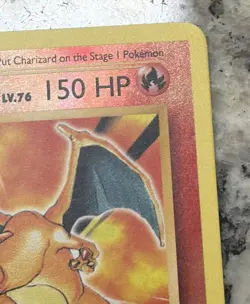 Put Charizard on the Stage 1 Pokémon
LV.76 150 HP